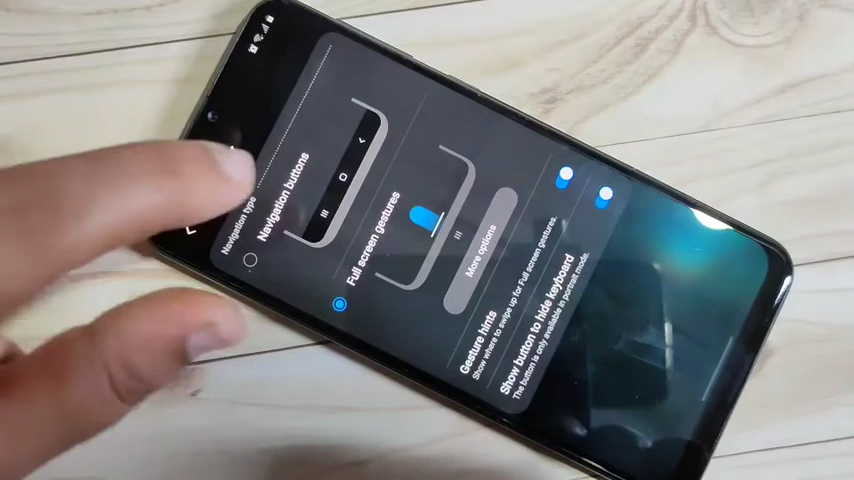 Navigation type
Navigation buttons
Full screen gestures
More options
Gesture hints
Show where to swipe up for Full screen gestures.
Show button to hide keyboard
The button is only available in portrait mode.